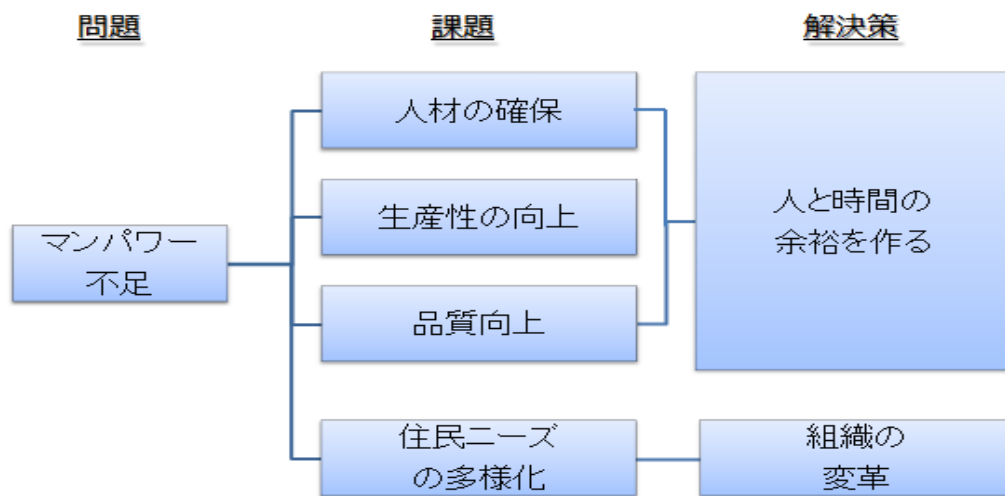 問題
課題
解決策
マンパワー
不足
人材の確保
生産性の向上
品質向上
住民ニーズ
の多様化
人と時間の
余裕を作る
組織の
変革